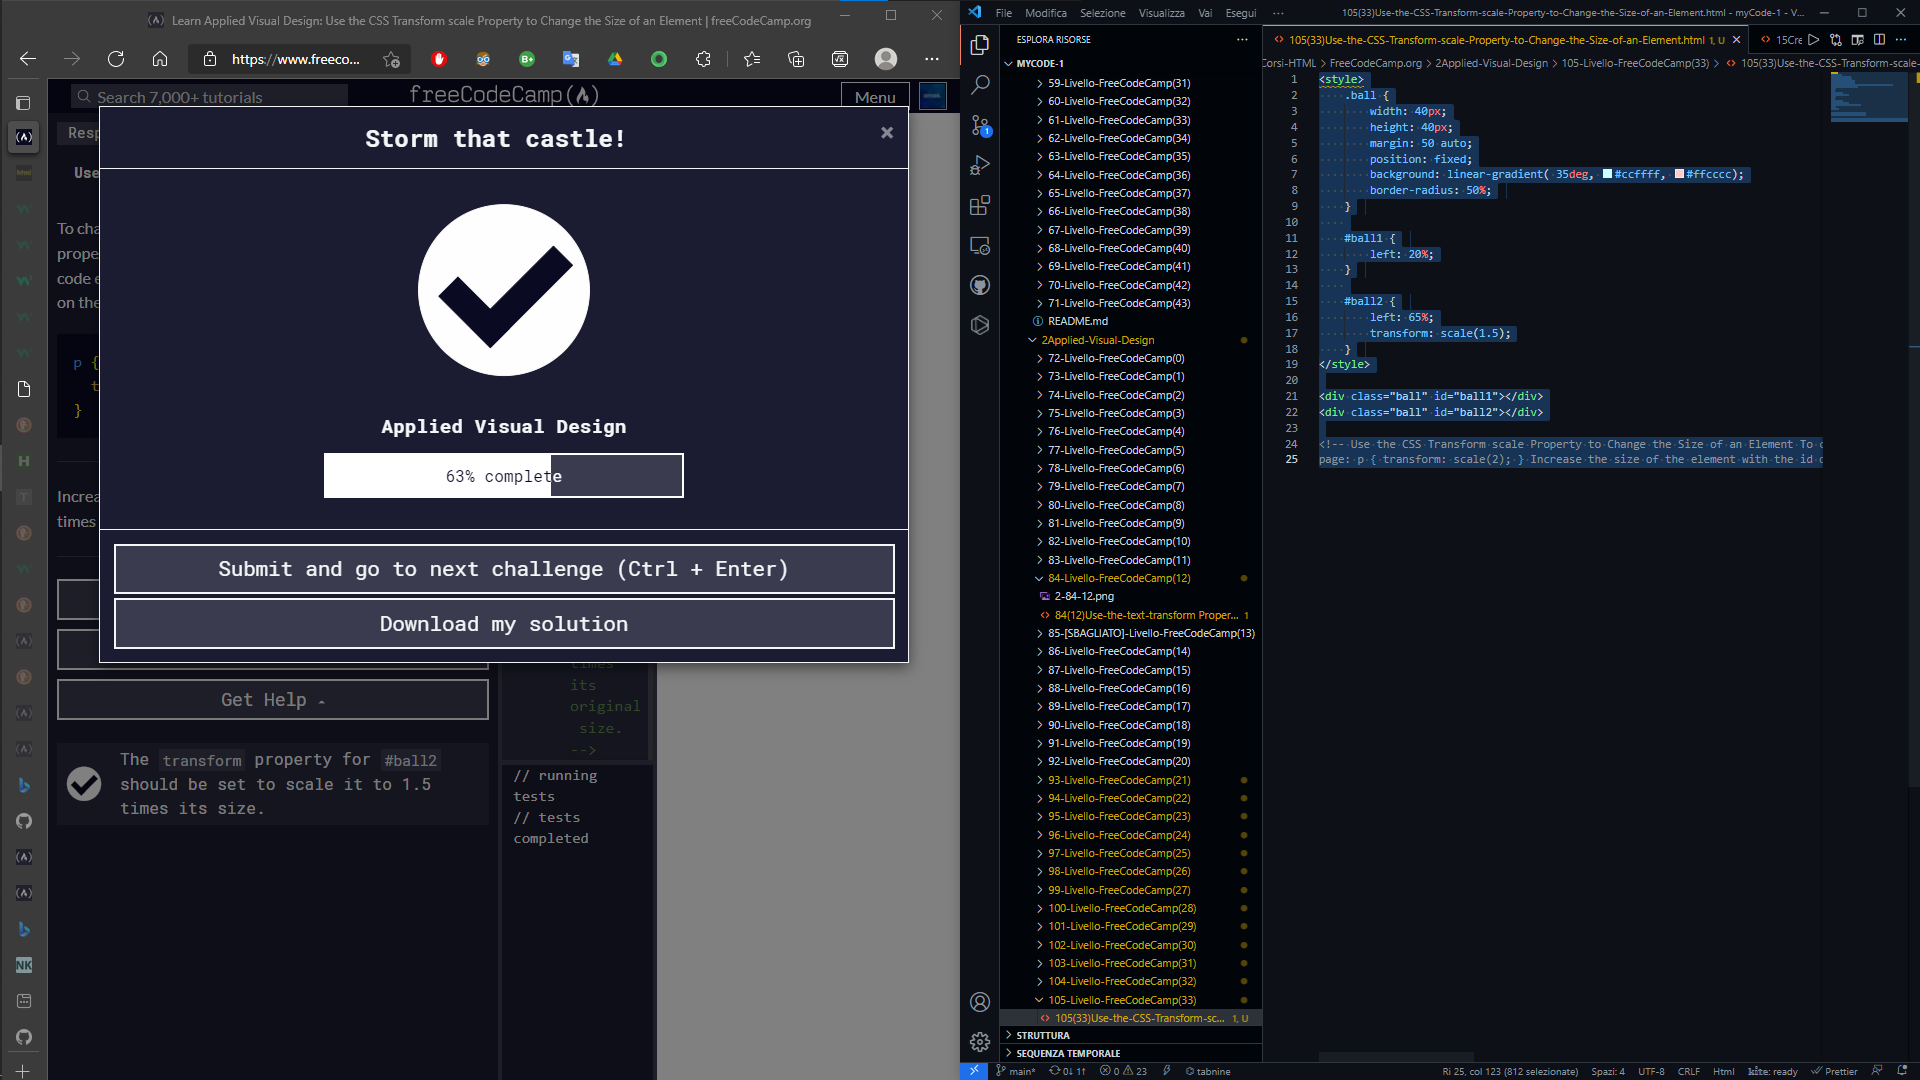 Learn Applied Visual Design: Use the CSS Transform scale Property to Change the Size of an Element | freeCodeCamp.org
https://www.freeco...
Search 7,000+ tutorials
freeCodeCamp
Menu
Resp
Use
To cha
prope
code e
on the
p {
t
}
Increa
times
Storm that castle!
×
Applied Visual Design
63% complete
Submit and go to next challenge (Ctrl + Enter)
Download my solution
Get Help
The transform property for #ball2
should be set to scale it to 1.5
times its size.
times
its
original
size.
-->
// running
tests
// tests
completed
File Modifica Selezione Visualizza Vai Esegui ···
105(33)Use-the-CSS-Transform-scale-Property-to-Change-the-Size-of-an-Element.html - myCode-1 - V...
ESPLORA RISORSE
MYCODE-1
59-Livello-FreeCodeCamp(31)
60-Livello-FreeCodeCamp(32)
61-Livello-FreeCodeCamp(33)
62-Livello-FreeCodeCamp(34)
63-Livello-FreeCodeCamp(35)
64-Livello-FreeCodeCamp(36)
65-Livello-FreeCodeCamp(37)
66-Livello-FreeCodeCamp(38)
67-Livello-FreeCodeCamp(39)
68-Livello-FreeCodeCamp(40)
69-Livello-FreeCodeCamp(41)
70-Livello-FreeCodeCamp(42)
71-Livello-FreeCodeCamp(43)
README.md
2Applied-Visual-Design
72-Livello-FreeCodeCamp(0)
73-Livello-FreeCodeCamp(1)
74-Livello-FreeCodeCamp(2)
75-Livello-FreeCodeCamp(3)
76-Livello-FreeCodeCamp(4)
77-Livello-FreeCodeCamp(5)
78-Livello-FreeCodeCamp(6)
79-Livello-FreeCodeCamp(7)
80-Livello-FreeCodeCamp(8)
81-Livello-FreeCodeCamp(9)
82-Livello-FreeCodeCamp(10)
83-Livello-FreeCodeCamp(11)
84-Livello-FreeCodeCamp(12)
2-84-12.png
84(12)Use-the-text-transform Proper... 1
85-[SBAGLIATO]-Livello-FreeCodeCamp(13)
86-Livello-FreeCodeCamp(14)
87-Livello-FreeCodeCamp(15)
88-Livello-FreeCodeCamp(16)
89-Livello-FreeCodeCamp(17)
90-Livello-FreeCodeCamp(18)
91-Livello-FreeCodeCamp(19)
92-Livello-FreeCodeCamp(20)
93-Livello-FreeCodeCamp(21)
94-Livello-FreeCodeCamp(22)
95-Livello-FreeCodeCamp(23)
96-Livello-FreeCodeCamp(24)
97-Livello-FreeCodeCamp(25)
98-Livello-FreeCodeCamp(26)
99-Livello-FreeCodeCamp(27)
100-Livello-FreeCodeCamp(28)
101-Livello-FreeCodeCamp(29)
102-Livello-FreeCodeCamp(30)
103-Livello-FreeCodeCamp(31)
104-Livello-FreeCodeCamp(32)
105-Livello-FreeCodeCamp(33)
105(33)Use-the-CSS-Transform-sc... 1, U
STRUTTURA
SEQUENZA TEMPORALE
105(33)Use-the-CSS-Transform-scale-Property-to-Change-the-Size-of-an-Element.html 1, U
15Cre
Corsi-HTML > FreeCodeCamp.org > 2Applied-Visual-Design > 105-Livello-FreeCodeCamp(33) > 105(33)Use-the-CSS-Transform-scale-
1 <style>
2 .ball {
3 width: 40px;
4 height: 40px;
5 margin: 50 auto;
6 position: fixed;
7 background: linear-gradient( 35deg, #ccffff, #ffcccc);
8 border-radius: 50%;
9 }
10
11 #ball1 {
12 left: 20%;
13 }
14
15 #ball2 {
16 left: 65%;
17 transform: scale(1.5);
18 }
19 </style>
20
21 <div class="ball" id="ball1"></div>
22 <div class="ball" id="ball2"></div>
23
24 <!-- Use the CSS Transform scale Property to Change the Size of an Element To c
25 page: p { transform: scale(2); } Increase the size of the element with the id o
main* 0↓ 1↑ 0 23 tabnine
Ri 25, col 123 (812 selezionate) Spazi: 4 UTF-8 CRLF Html kite: ready Prettier